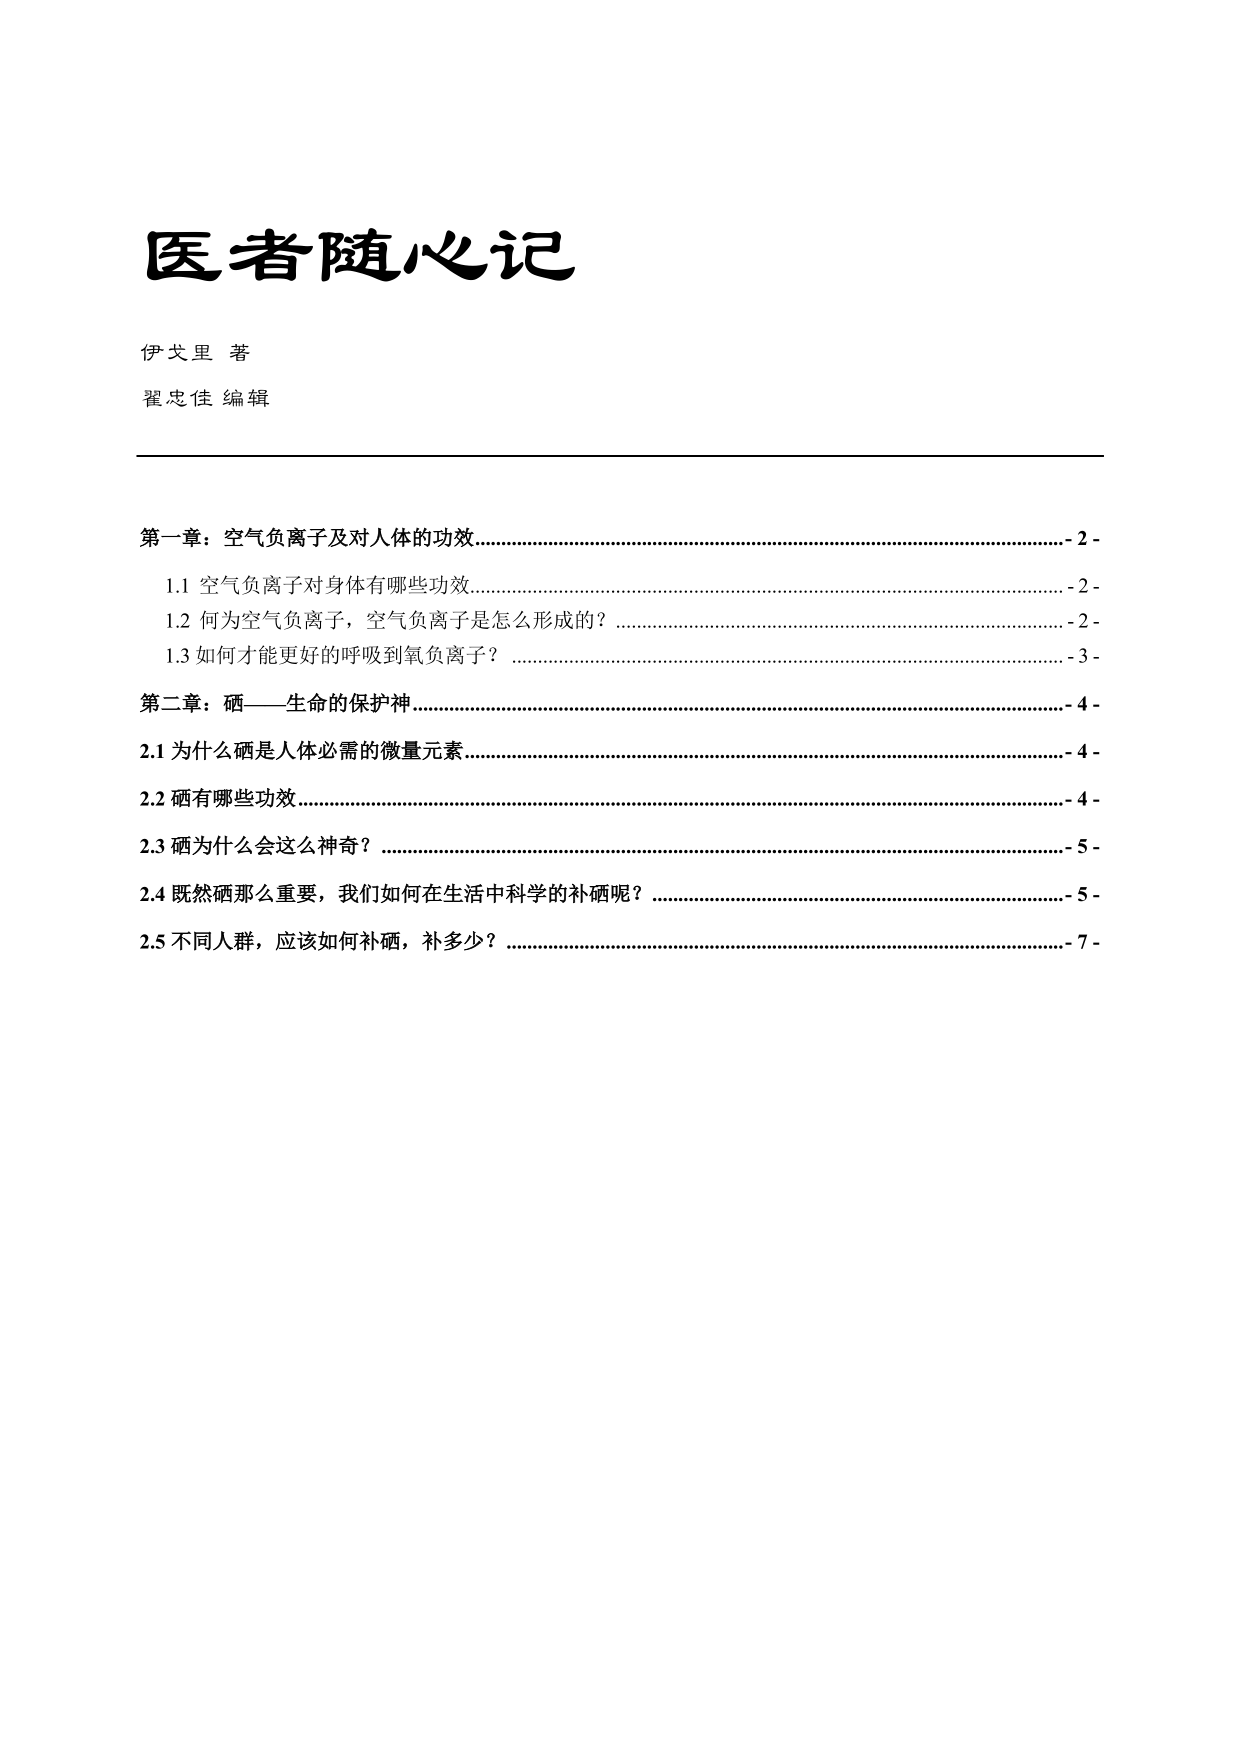 医者随心记
伊戈里 著
翟忠佳 编辑
第一章：空气负离子及对人体的功效 - 2 -
1.1 空气负离子对身体有哪些功效 - 2 -
1.2 何为空气负离子，空气负离子是怎么形成的？ - 2 -
1.3 如何才能更好的呼吸到氧负离子？ - 3 -
第二章：硒——生命的保护神 - 4 -
2.1 为什么硒是人体必需的微量元素 - 4 -
2.2 硒有哪些功效 - 4 -
2.3 硒为什么会这么神奇？ - 5 -
2.4 既然硒那么重要，我们如何在生活中科学的补硒呢？ - 5 -
2.5 不同人群，应该如何补硒，补多少？ - 7 -